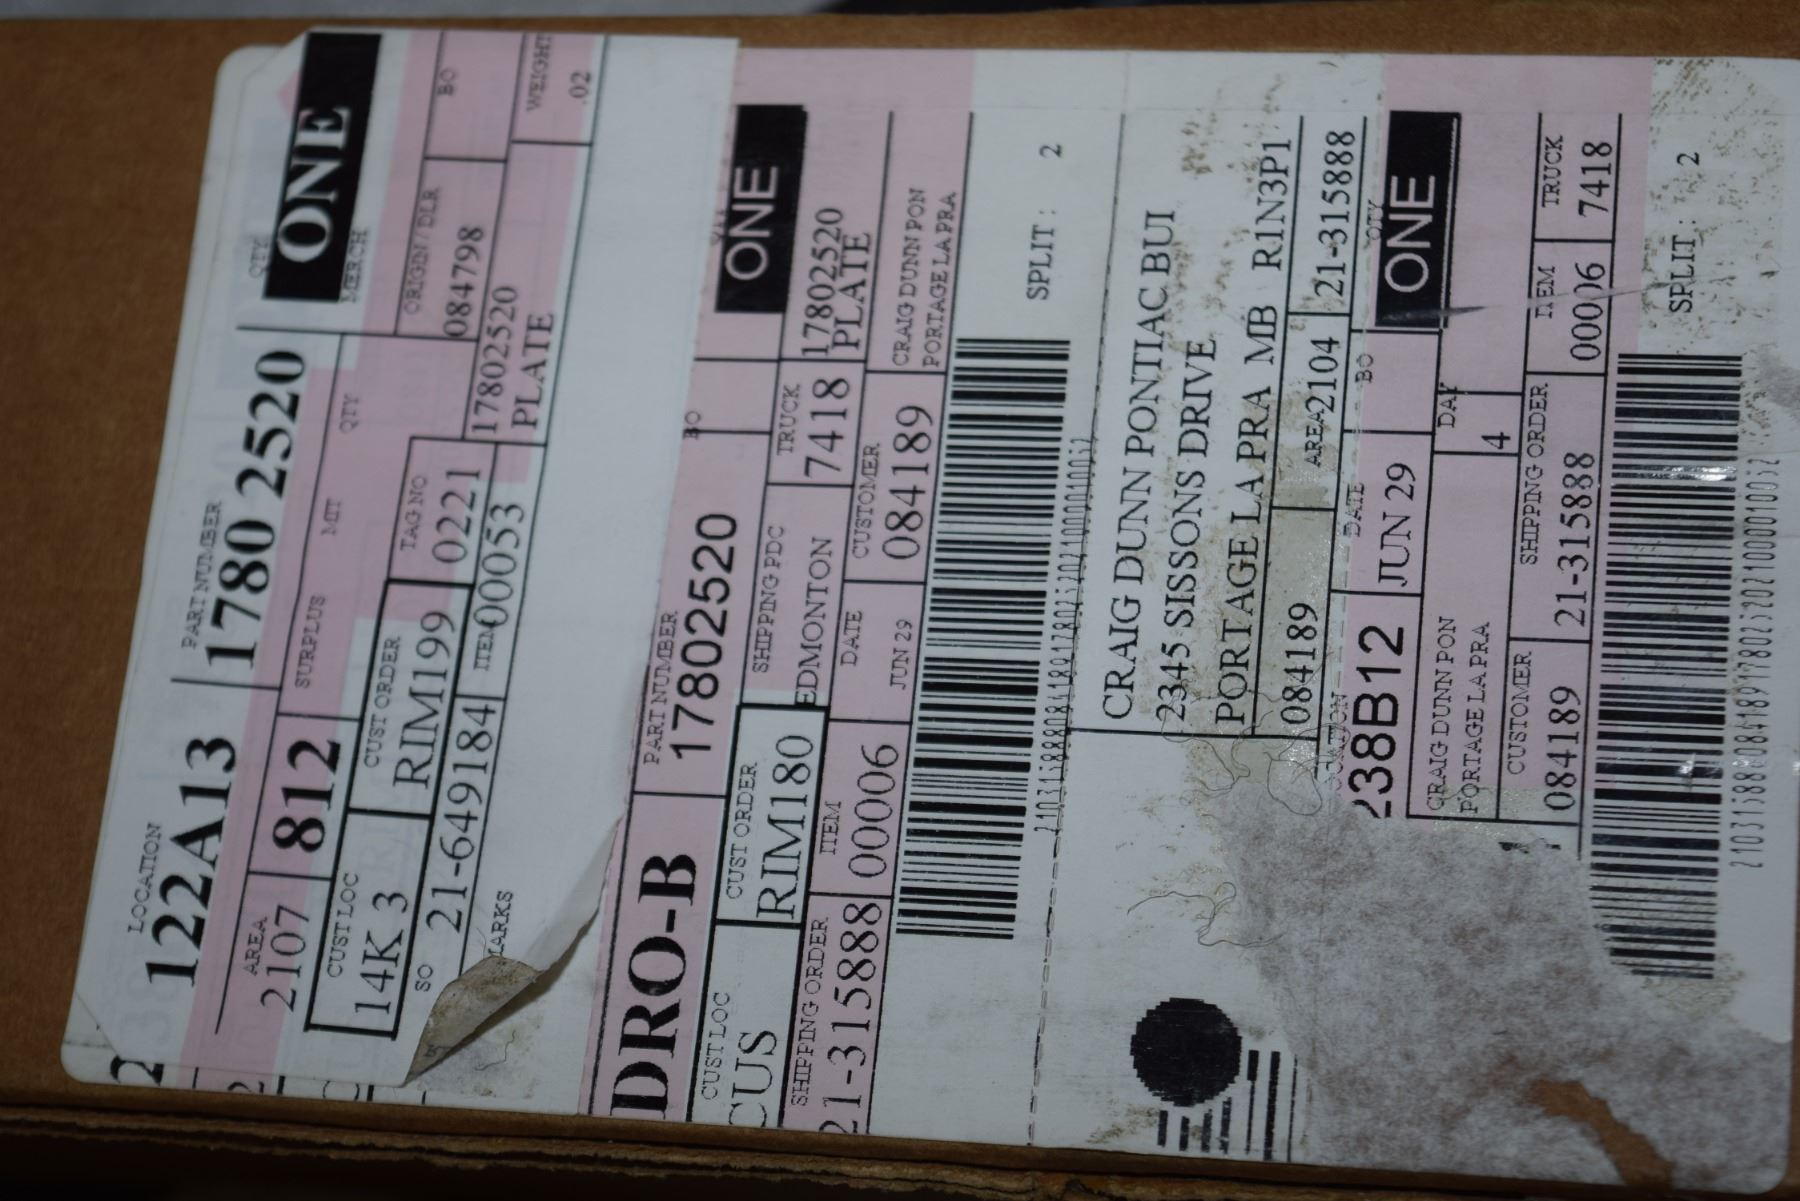 LOCATION PART NUMBER QTY
122A13 1780 2520 ONE
AREA SURPLUS MIT QTY MERCH
2107 812
CUST LOC CUST ORDER TAG NO ORIGIN / DLR BO
14K 3 RIM199 0221 084798
SO 21-649184 ITEM 00053 17802520 WEIGHT
PLATE .02
ARKS
PART NUMBER BO
DRO-B 17802520 ONE
CUST LOC CUST ORDER SHIPPING PDC TRUCK
CUS RIM180 EDMONTON 7418 17802520
PLATE
SHIPPING ORDER ITEM DATE CUSTOMER
21-315888 00006 JUN 29 084189 CRAIG DUNN PON
PORTAGE LA PRA
SPLIT: 2
CRAIG DUNN PONTIAC BUI
2345 SISSONS DRIVE
PORTAGE LA PRA MB R1N3P1
084189 AREA 2104 21-315888
DATE BO QTY
238B12 JUN 29 ONE
CRAIG DUNN PON DAY
PORTAGE LA PRA 4
CUSTOMER SHIPPING ORDER ITEM TRUCK
084189 21-315888 00006 7418
SPLIT: 2